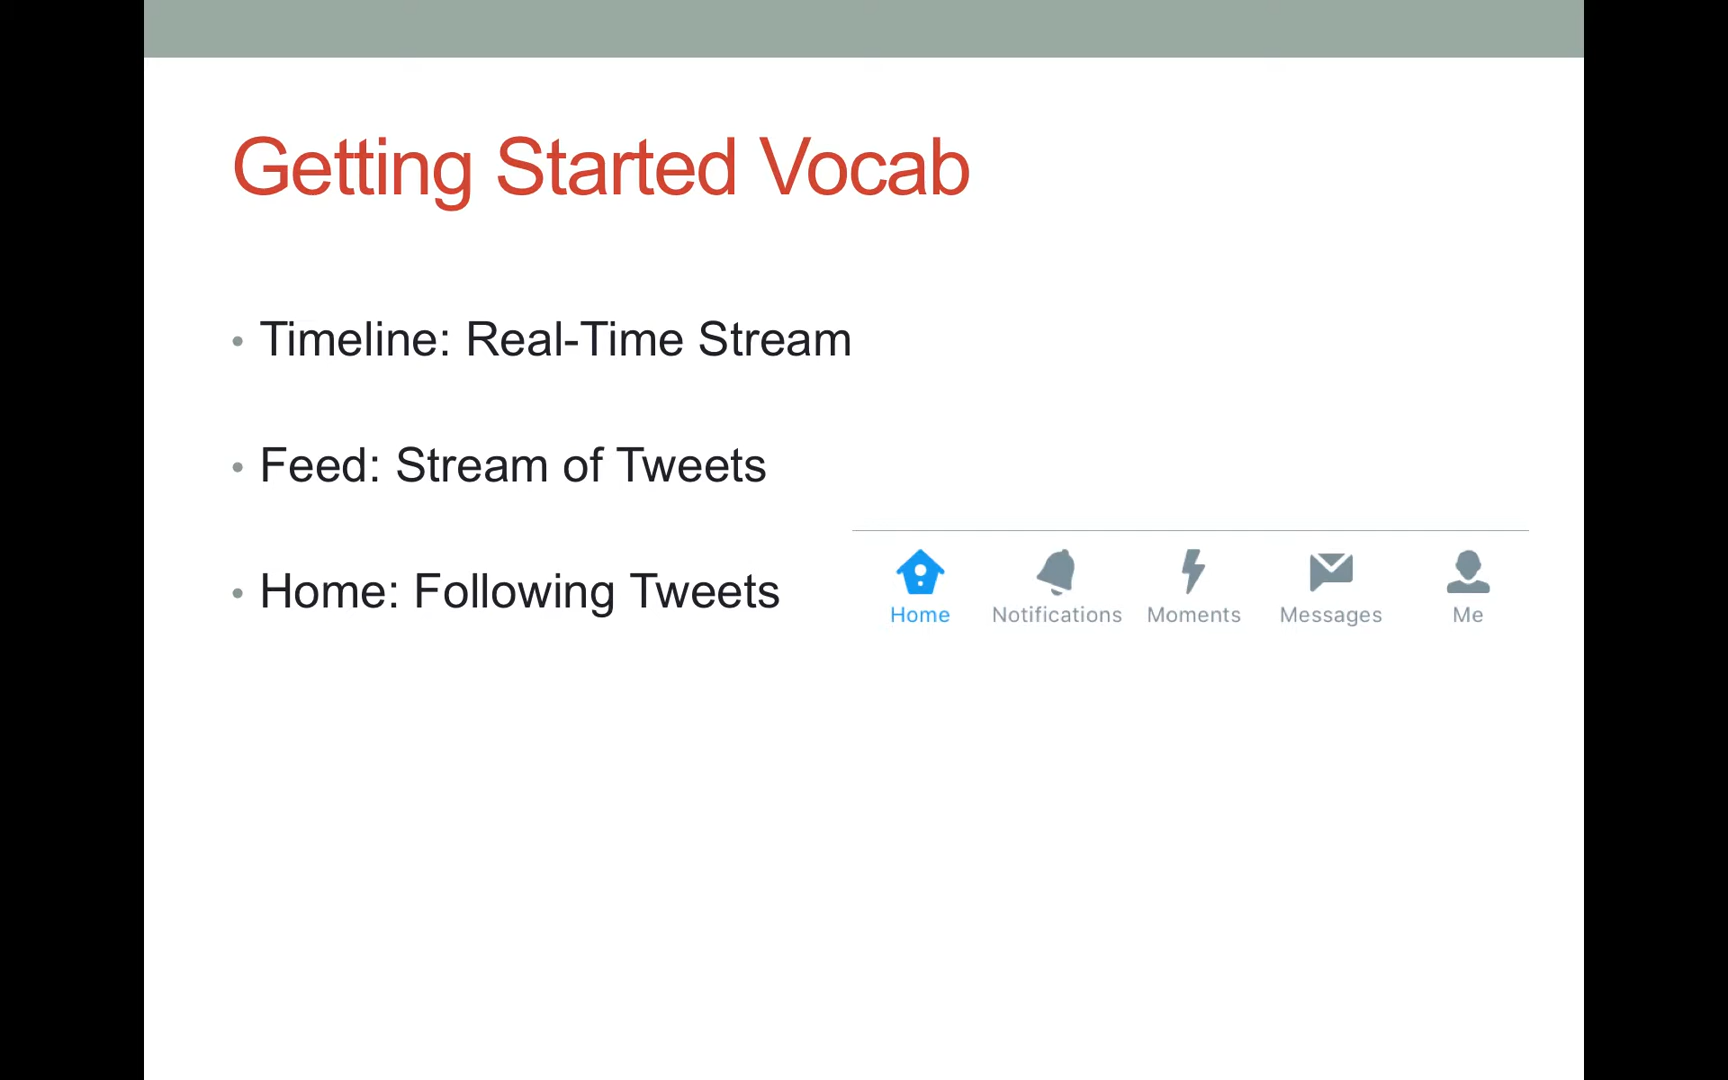 Getting Started Vocab
• Timeline: Real-Time Stream
• Feed: Stream of Tweets
• Home: Following Tweets
Home Notifications Moments Messages Me